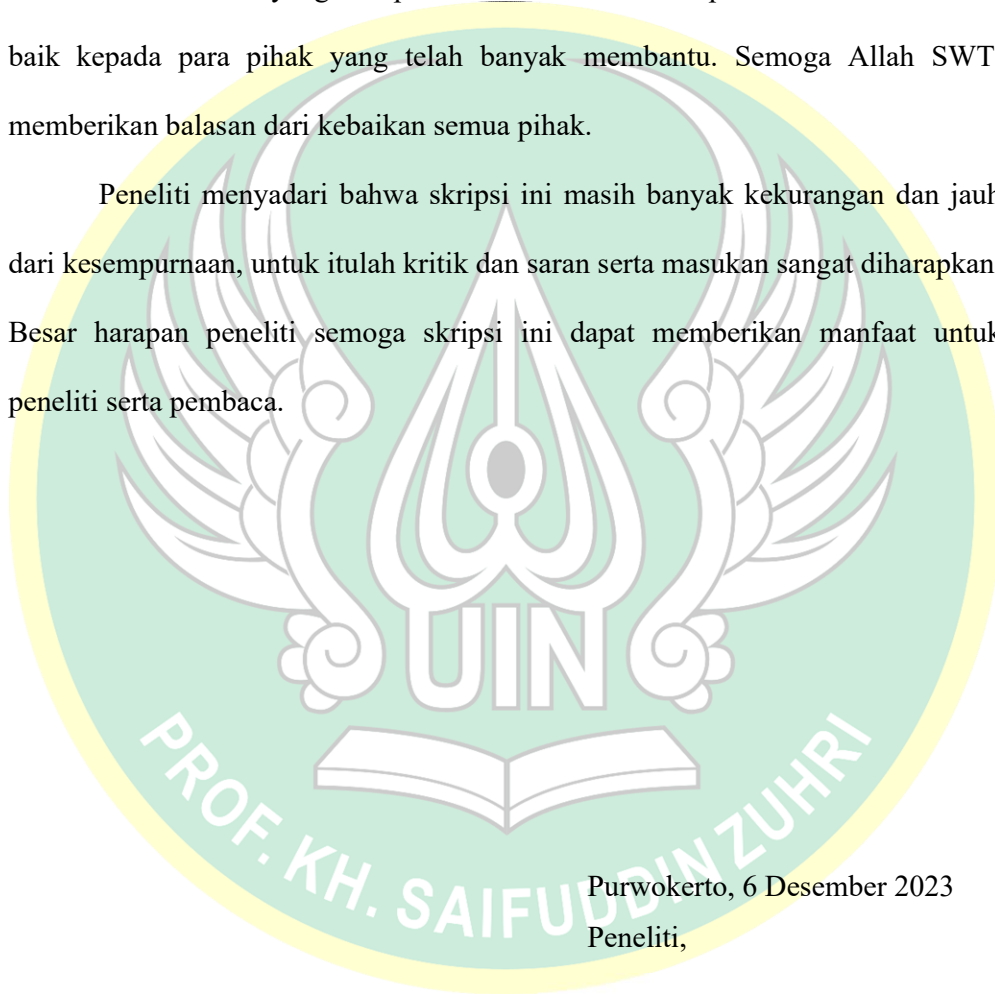 baik kepada para pihak yang telah banyak membantu. Semoga Allah SWT
memberikan balasan dari kebaikan semua pihak.
Peneliti menyadari bahwa skripsi ini masih banyak kekurangan dan jauh
dari kesempurnaan, untuk itulah kritik dan saran serta masukan sangat diharapkan
Besar harapan peneliti semoga skripsi ini dapat memberikan manfaat untuk
peneliti serta pembaca.
UIN
PROF. KH. SAIFUDDIN ZUHRI
Purwokerto, 6 Desember 2023
Peneliti,